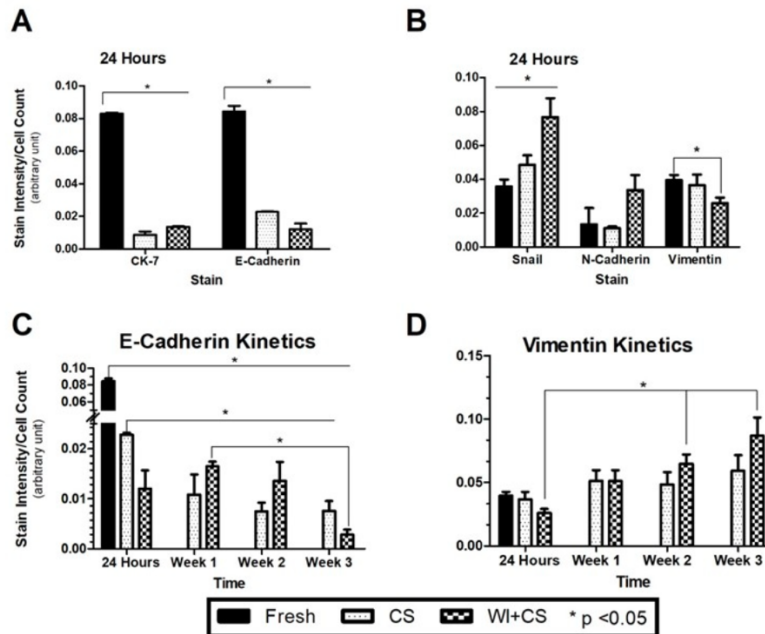 A
24 Hours
*
*
0.10
0.08
0.06
0.04
0.02
0.00
CK-7
E-Cadherin
Stain
Stain Intensity/Cell Count
(arbitrary unit)
B
24 Hours
*
*
0.10
0.08
0.06
0.04
0.02
0.00
Snail
N-Cadherin
Vimentin
Stain
C
E-Cadherin Kinetics
*
*
*
0.10
0.08
0.06
0.02
0.01
0.00
24 Hours
Week 1
Week 2
Week 3
Time
Stain Intensity/Cell Count
(arbitrary unit)
D
Vimentin Kinetics
*
0.15
0.10
0.05
0.00
24 Hours
Week 1
Week 2
Week 3
Time
Fresh
CS
WI+CS
* p <0.05